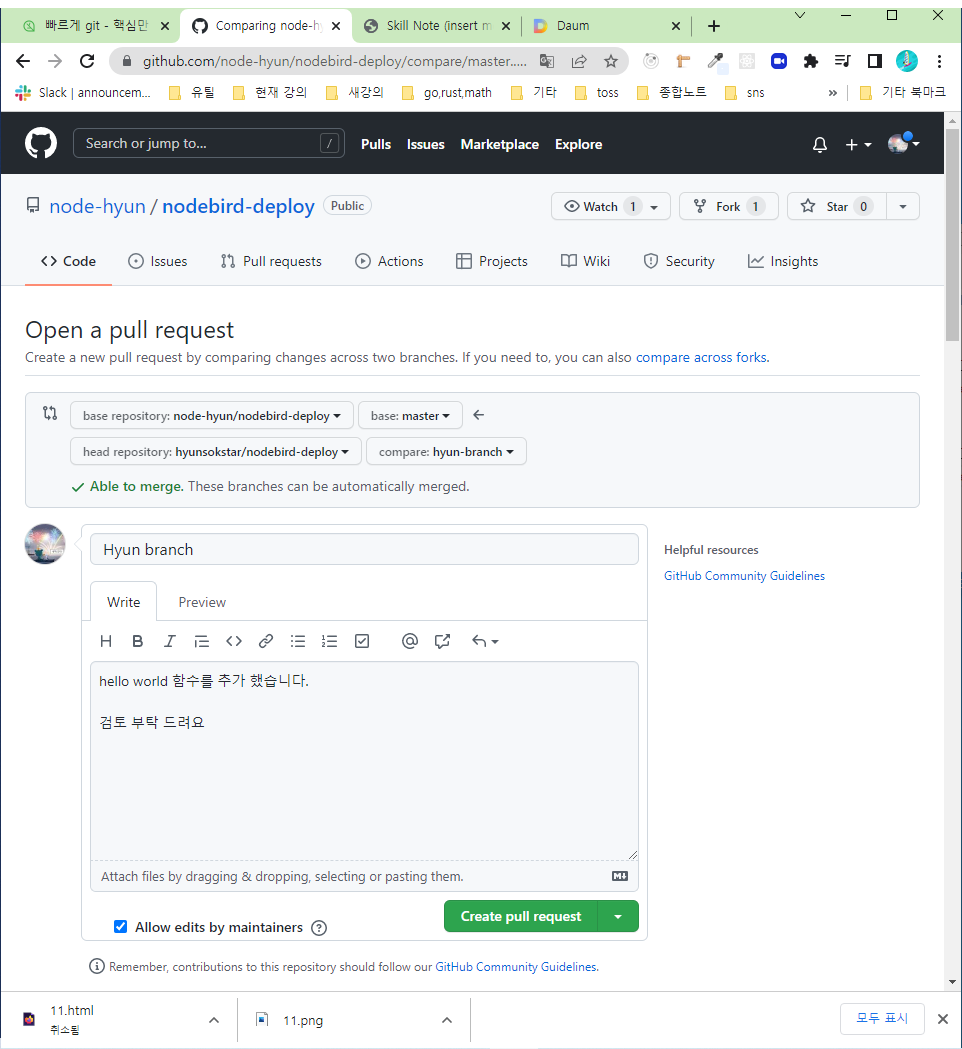 빠르게 git - 핵심만
Comparing node-h
Skill Note (insert m
Daum
github.com/node-hyun/nodebird-deploy/compare/master.....
Slack | announcem...
유틸
현재 강의
새강의
go,rust,math
기타
toss
종합노트
sns
»
기타 북마크
Search or jump to...
/
Pulls
Issues
Marketplace
Explore
node-hyun / nodebird-deploy
Public
Watch 1
Fork 1
Star 0
Code
Issues
Pull requests
Actions
Projects
Wiki
Security
Insights
Open a pull request
Create a new pull request by comparing changes across two branches. If you need to, you can also compare across forks.
base repository: node-hyun/nodebird-deploy
base: master
head repository: hyunsokstar/nodebird-deploy
compare: hyun-branch
Able to merge. These branches can be automatically merged.
Hyun branch
Helpful resources
GitHub Community Guidelines
Write
Preview
hello world 함수를 추가 했습니다.
검토 부탁 드려요
Attach files by dragging & dropping, selecting or pasting them.
Allow edits by maintainers
Create pull request
Remember, contributions to this repository should follow our GitHub Community Guidelines.
11.html
취소됨
11.png
모두 표시